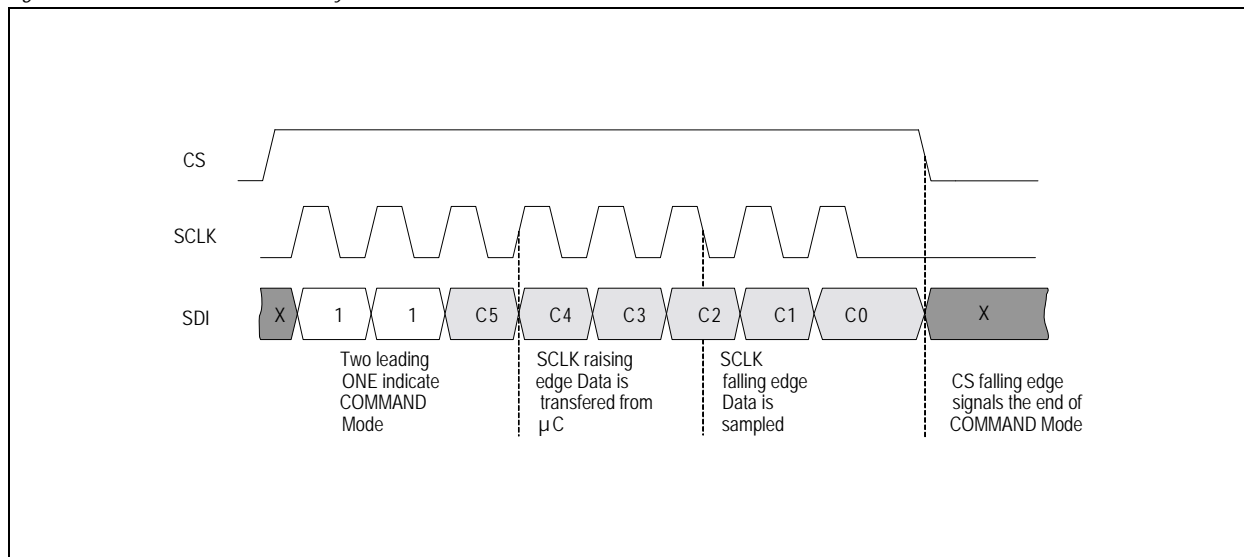 CS
SCLK
SDI
X
1
1
C5
C4
C3
C2
C1
C0
X
Two leading
ONE indicate
COMMAND
Mode
SCLK raising
edge Data is
transfered from
µC
SCLK
falling edge
Data is
sampled
CS falling edge
signals the end of
COMMAND Mode